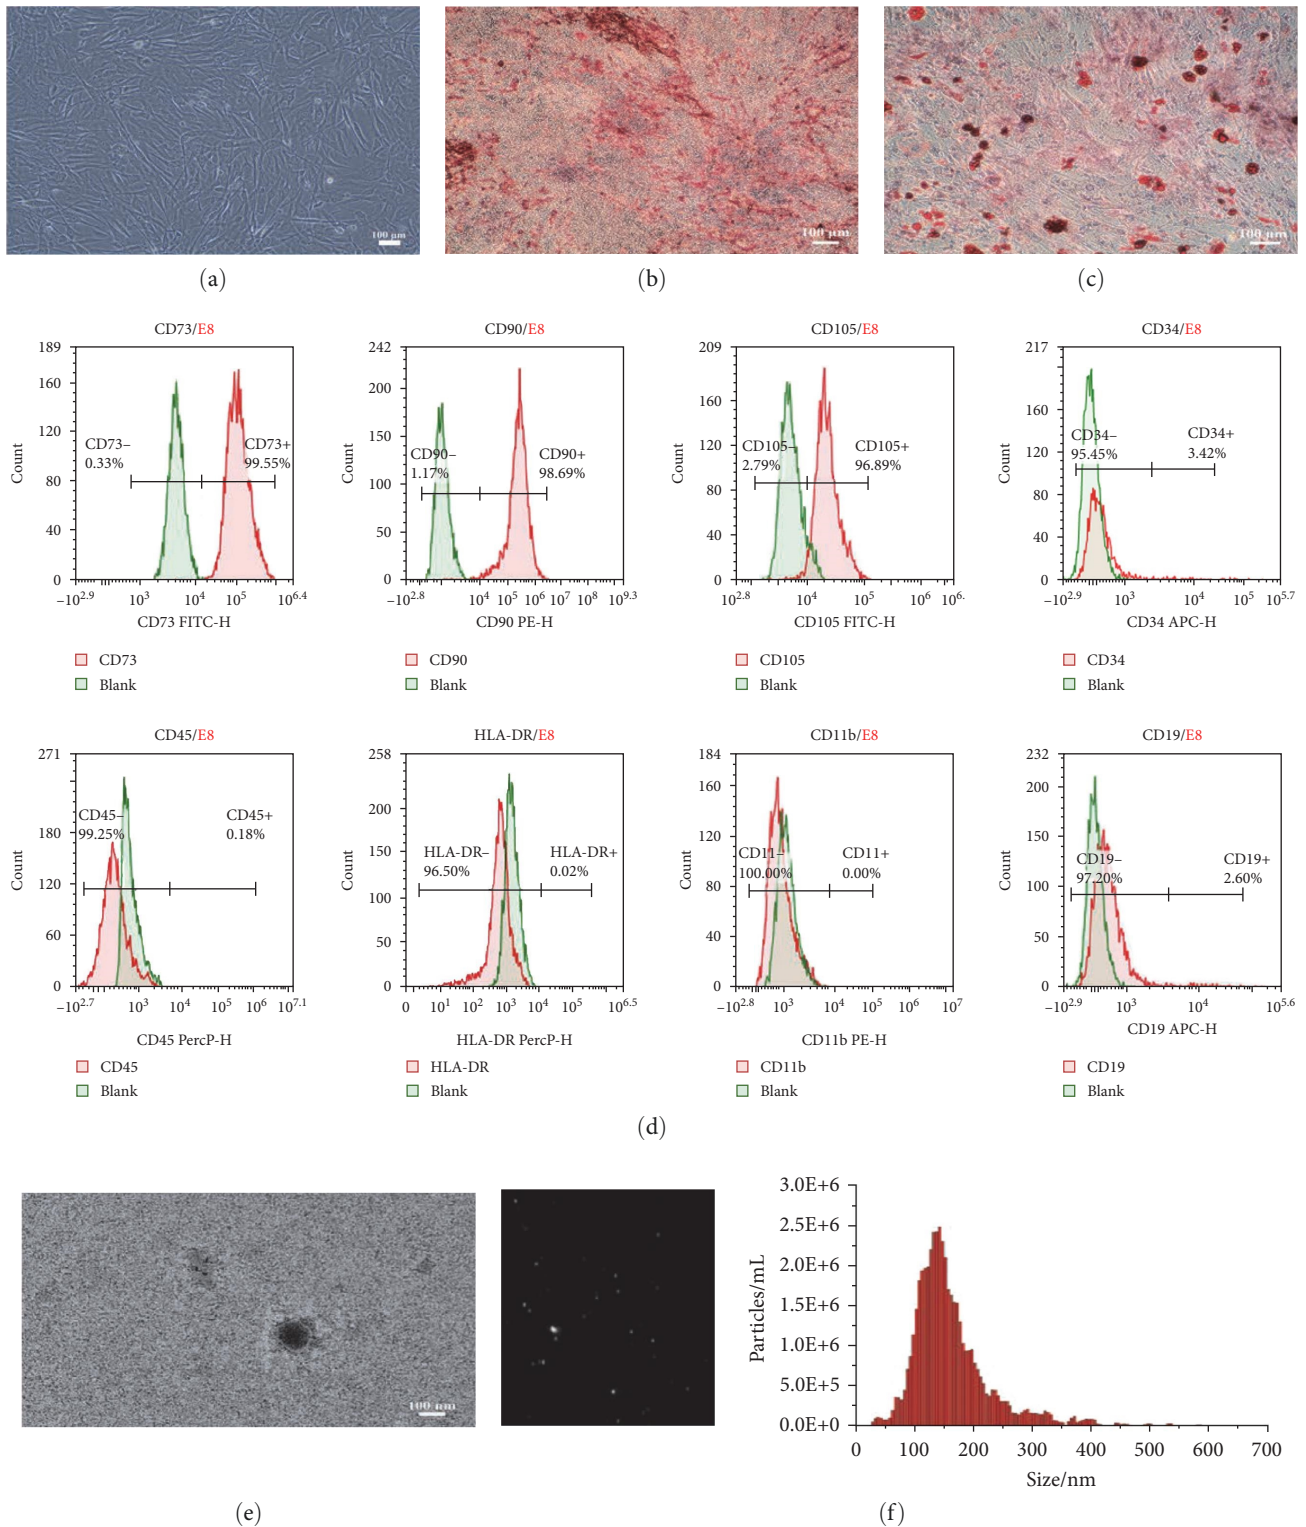 100 μm
100 μm
100 μm
(a)
(b)
(c)
CD73/E8
189
160
120
80
40
0
Count
CD73–
0.33%
CD73+
99.55%
–10^2.9
10^3
10^4
10^5
10^6.4
CD73 FITC-H
CD73
Blank
CD90/E8
242
200
150
100
50
0
Count
CD90–
1.17%
CD90+
98.69%
–10^2.8
10^4
10^5
10^6
10^7
10^8
10^9.3
CD90 PE-H
CD90
Blank
CD105/E8
209
160
120
80
40
0
Count
CD105–
2.79%
CD105+
96.89%
10^2.8
10^4
10^5
10^6
10^6.
CD105 FITC-H
CD105
Blank
CD34/E8
217
160
120
80
40
0
Count
CD34–
95.45%
CD34+
3.42%
–10^2.9
10^3
10^4
10^5
10^5.7
CD34 APC-H
CD34
Blank
CD45/E8
271
180
120
60
0
Count
CD45–
99.25%
CD45+
0.18%
–10^2.7
10^3
10^4
10^5
10^6
10^7.1
CD45 PercP-H
CD45
Blank
HLA-DR/E8
258
200
150
100
50
0
Count
HLA-DR–
96.50%
HLA-DR+
0.02%
0
10^1
10^2
10^3
10^4
10^5
10^6.5
HLA-DR PercP-H
HLA-DR
Blank
CD11b/E8
184
160
120
80
40
0
Count
CD11–
100.00%
CD11+
0.00%
–10^2.8
10^3
10^4
10^5
10^6
10^7
CD11b PE-H
CD11b
Blank
CD19/E8
232
200
150
100
50
0
Count
CD19–
97.20%
CD19+
2.60%
–10^2.9
10^3
10^4
10^5.6
CD19 APC-H
CD19
Blank
(d)
100 nm
(e)
3.0E+6
2.5E+6
2.0E+6
1.5E+6
1.0E+6
5.0E+5
0.0E+0
Particles/mL
0
100
200
300
400
500
600
700
Size/nm
(f)